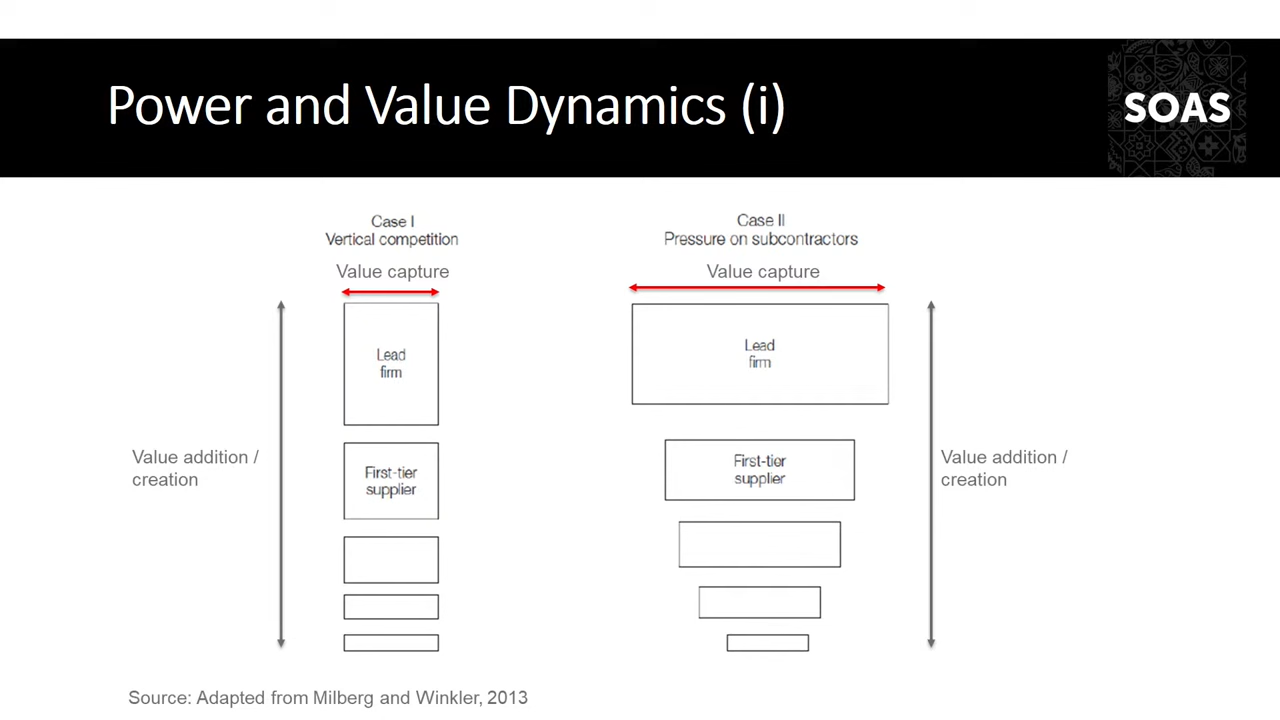 Power and Value Dynamics (i)
SOAS
Case I
Vertical competition
Value capture
Lead
firm
First-tier
supplier
Value addition /
creation
Case II
Pressure on subcontractors
Value capture
Lead
firm
First-tier
supplier
Value addition /
creation
Source: Adapted from Milberg and Winkler, 2013